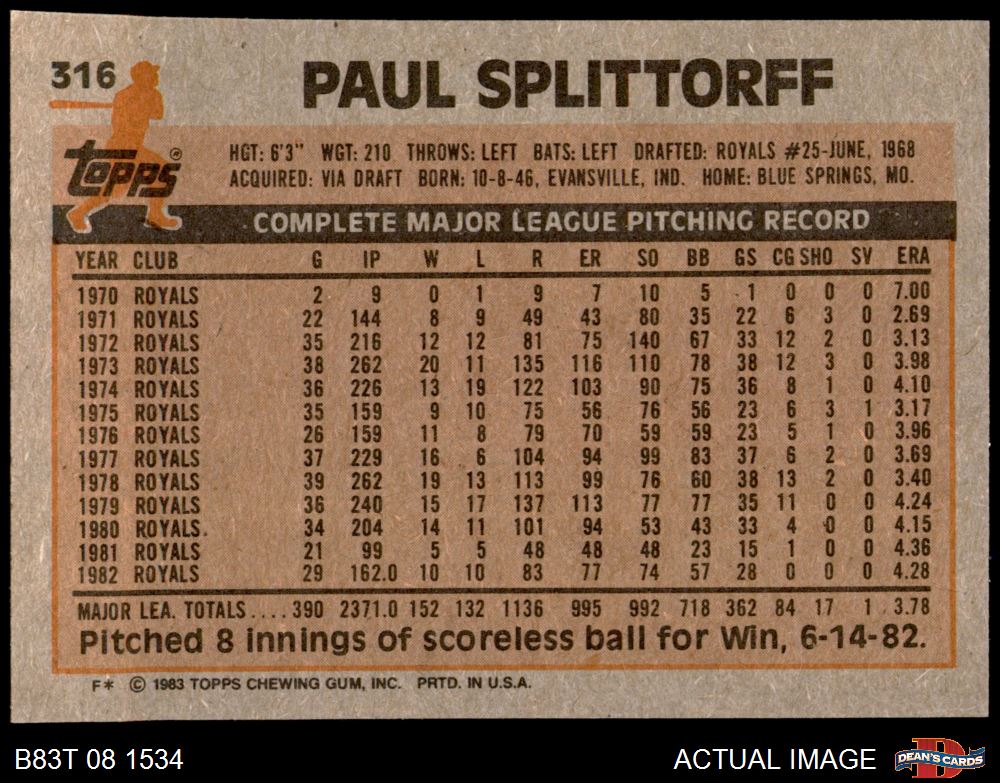 316
PAUL SPLITTORFF
topps®
HGT: 6'3" WGT: 210 THROWS: LEFT BATS: LEFT DRAFTED: ROYALS #25-JUNE, 1968
ACQUIRED: VIA DRAFT BORN: 10-8-46, EVANSVILLE, IND. HOME: BLUE SPRINGS, MO.
COMPLETE MAJOR LEAGUE PITCHING RECORD
YEAR CLUB G IP W L R ER SO BB GS CG SHO SV ERA
1970 ROYALS 2 9 0 1 9 7 10 5 1 0 0 0 7.00
1971 ROYALS 22 144 8 9 49 43 80 35 22 6 3 0 2.69
1972 ROYALS 35 216 12 12 81 75 140 67 33 12 2 0 3.13
1973 ROYALS 38 262 20 11 135 116 110 78 38 12 3 0 3.98
1974 ROYALS 36 226 13 19 122 103 90 75 36 8 1 0 4.10
1975 ROYALS 35 159 9 10 75 56 76 56 23 6 3 1 3.17
1976 ROYALS 26 159 11 8 79 70 59 59 23 5 1 0 3.96
1977 ROYALS 37 229 16 6 104 94 99 83 37 6 2 0 3.69
1978 ROYALS 39 262 19 13 113 99 76 60 38 13 2 0 3.40
1979 ROYALS 36 240 15 17 137 113 77 77 35 11 0 0 4.24
1980 ROYALS. 34 204 14 11 101 94 53 43 33 4 0 0 4.15
1981 ROYALS 21 99 5 5 48 48 48 23 15 1 0 0 4.36
1982 ROYALS 29 162.0 10 10 83 77 74 57 28 0 0 0 4.28
MAJOR LEA. TOTALS .... 390 2371.0 152 132 1136 995 992 718 362 84 17 1 3.78
Pitched 8 innings of scoreless ball for Win, 6-14-82.
F* © 1983 TOPPS CHEWING GUM, INC. PRTD. IN U.S.A.
B83T 08 1534
ACTUAL IMAGE
D
DEAN'S CARDS